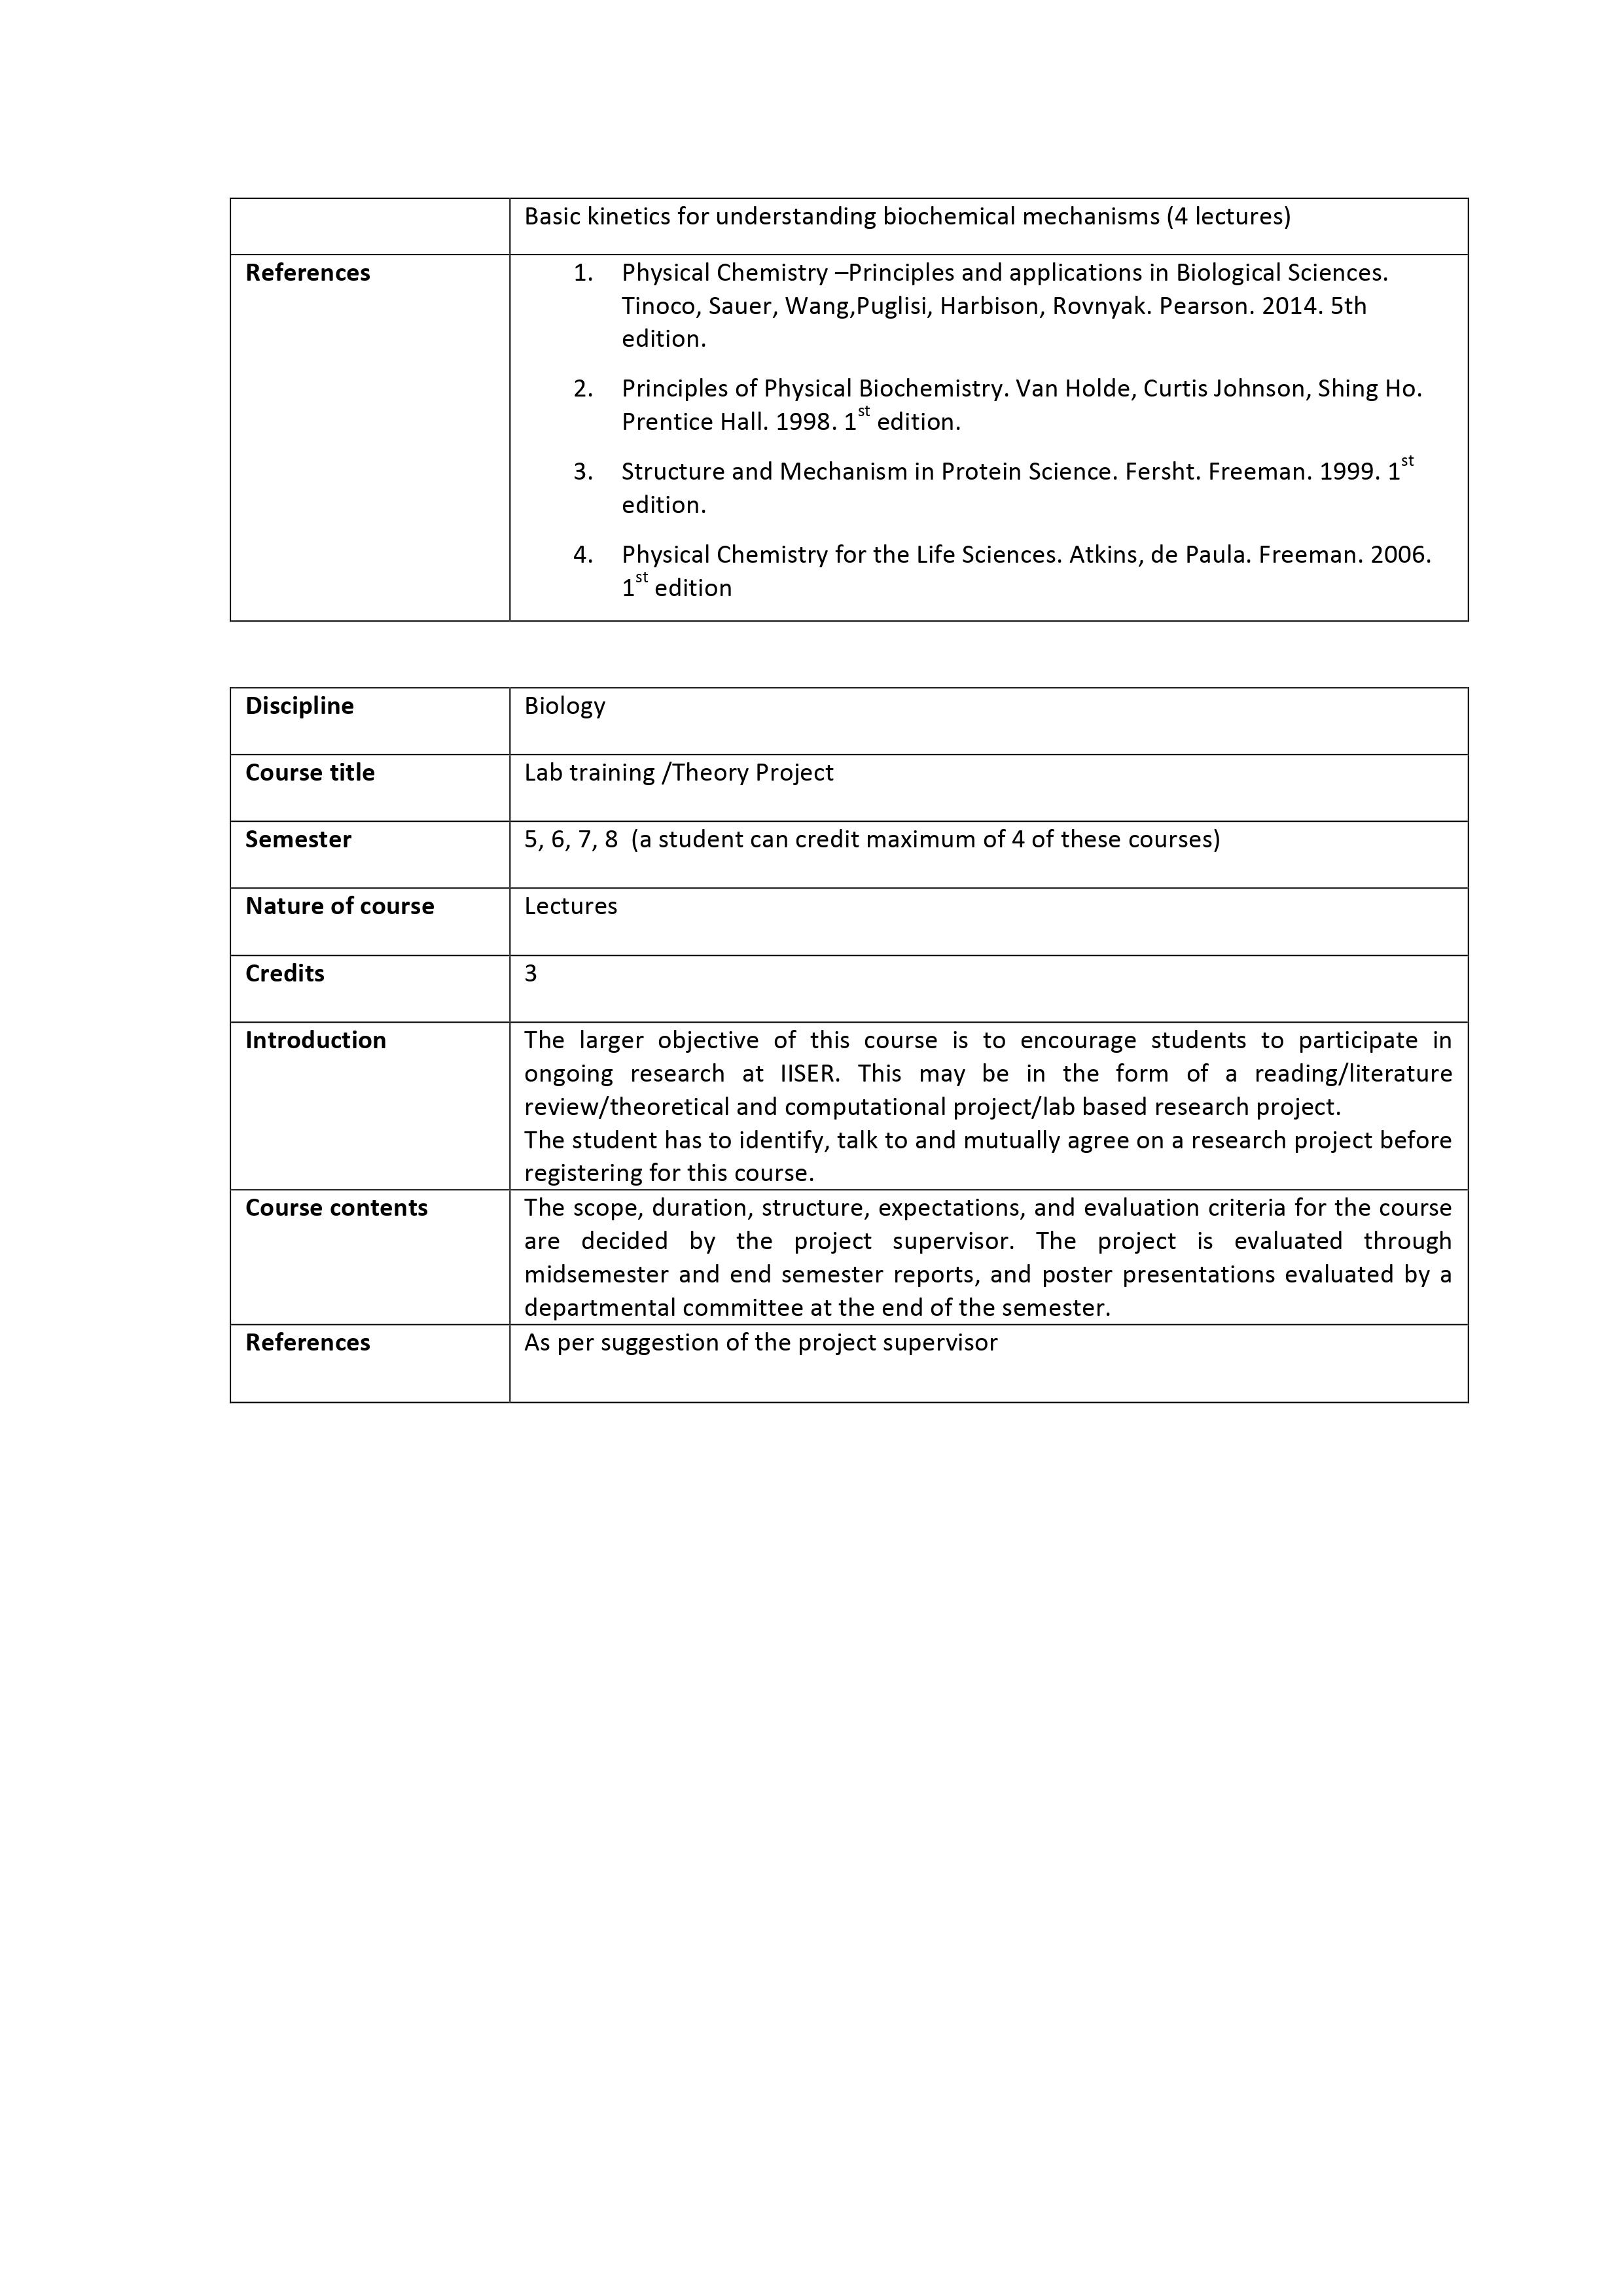 Basic kinetics for understanding biochemical mechanisms (4 lectures)
References
1. Physical Chemistry –Principles and applications in Biological Sciences.
Tinoco, Sauer, Wang,Puglisi, Harbison, Rovnyak. Pearson. 2014. 5th
edition.
2. Principles of Physical Biochemistry. Van Holde, Curtis Johnson, Shing Ho.
Prentice Hall. 1998. 1st edition.
3. Structure and Mechanism in Protein Science. Fersht. Freeman. 1999. 1st
edition.
4. Physical Chemistry for the Life Sciences. Atkins, de Paula. Freeman. 2006.
1st edition
Discipline Biology
Course title Lab training /Theory Project
Semester 5, 6, 7, 8 (a student can credit maximum of 4 of these courses)
Nature of course Lectures
Credits 3
Introduction The larger objective of this course is to encourage students to participate in
ongoing research at IISER. This may be in the form of a reading/literature
review/theoretical and computational project/lab based research project.
The student has to identify, talk to and mutually agree on a research project before
registering for this course.
Course contents The scope, duration, structure, expectations, and evaluation criteria for the course
are decided by the project supervisor. The project is evaluated through
midsemester and end semester reports, and poster presentations evaluated by a
departmental committee at the end of the semester.
References As per suggestion of the project supervisor